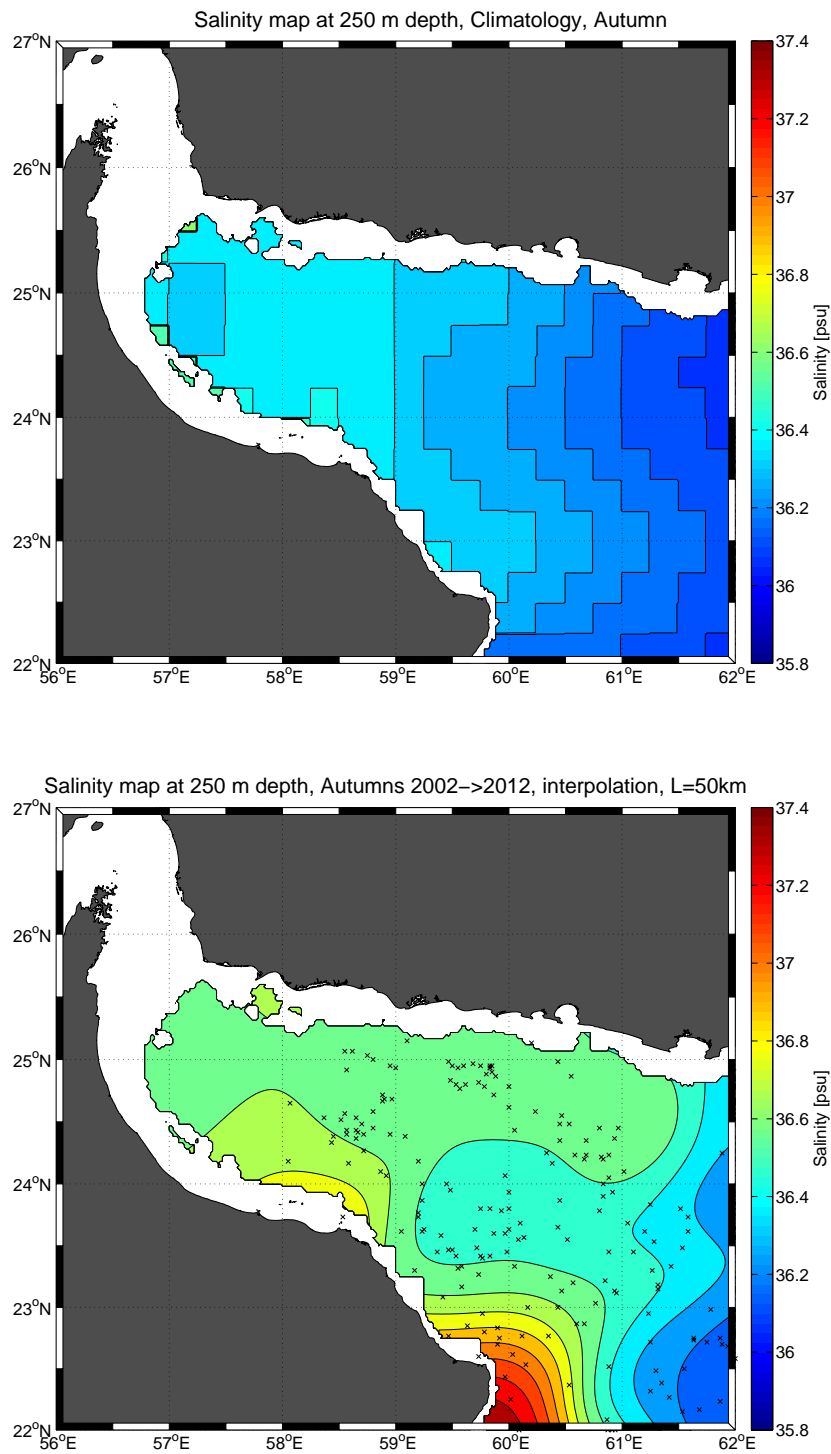 Salinity map at 250 m depth, Climatology, Autumn
27°N
26°N
25°N
24°N
23°N
22°N
56°E 57°E 58°E 59°E 60°E 61°E 62°E
37.4
37.2
37
36.8
36.6
36.4
36.2
36
35.8
Salinity [psu]
Salinity map at 250 m depth, Autumns 2002−>2012, interpolation, L=50km
27°N
26°N
25°N
24°N
23°N
22°N
56°E 57°E 58°E 59°E 60°E 61°E 62°E
37.4
37.2
37
36.8
36.6
36.4
36.2
36
35.8
Salinity [psu]